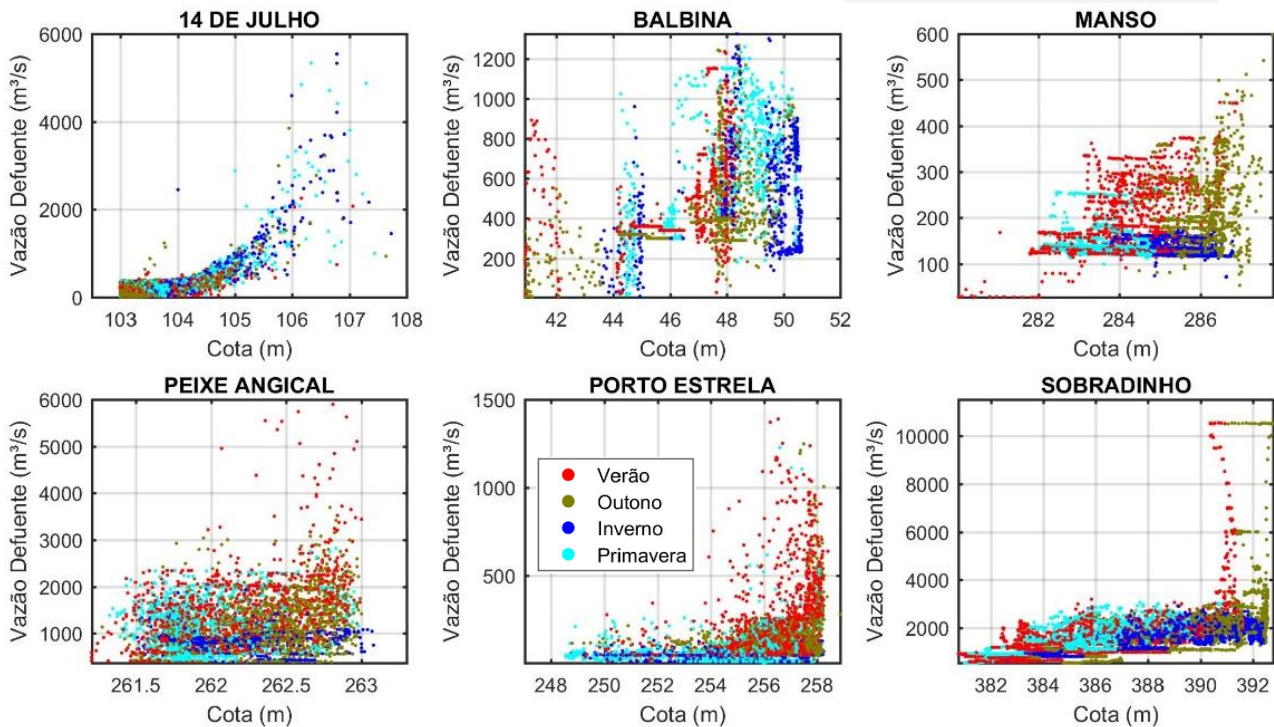 14 DE JULHO
Vazão Defuente (m³/s)
6000
4000
2000
0
103 104 105 106 107 108
Cota (m)
BALBINA
Vazão Defuente (m³/s)
1200
1000
800
600
400
200
42 44 46 48 50 52
Cota (m)
MANSO
Vazão Defuente (m³/s)
600
500
400
300
200
100
282 284 286
Cota (m)
PEIXE ANGICAL
Vazão Defuente (m³/s)
6000
5000
4000
3000
2000
1000
261.5 262 262.5 263
Cota (m)
PORTO ESTRELA
Vazão Defuente (m³/s)
1500
1000
500
248 250 252 254 256 258
Cota (m)
Verão
Outono
Inverno
Primavera
SOBRADINHO
Vazão Defuente (m³/s)
10000
8000
6000
4000
2000
382 384 386 388 390 392
Cota (m)